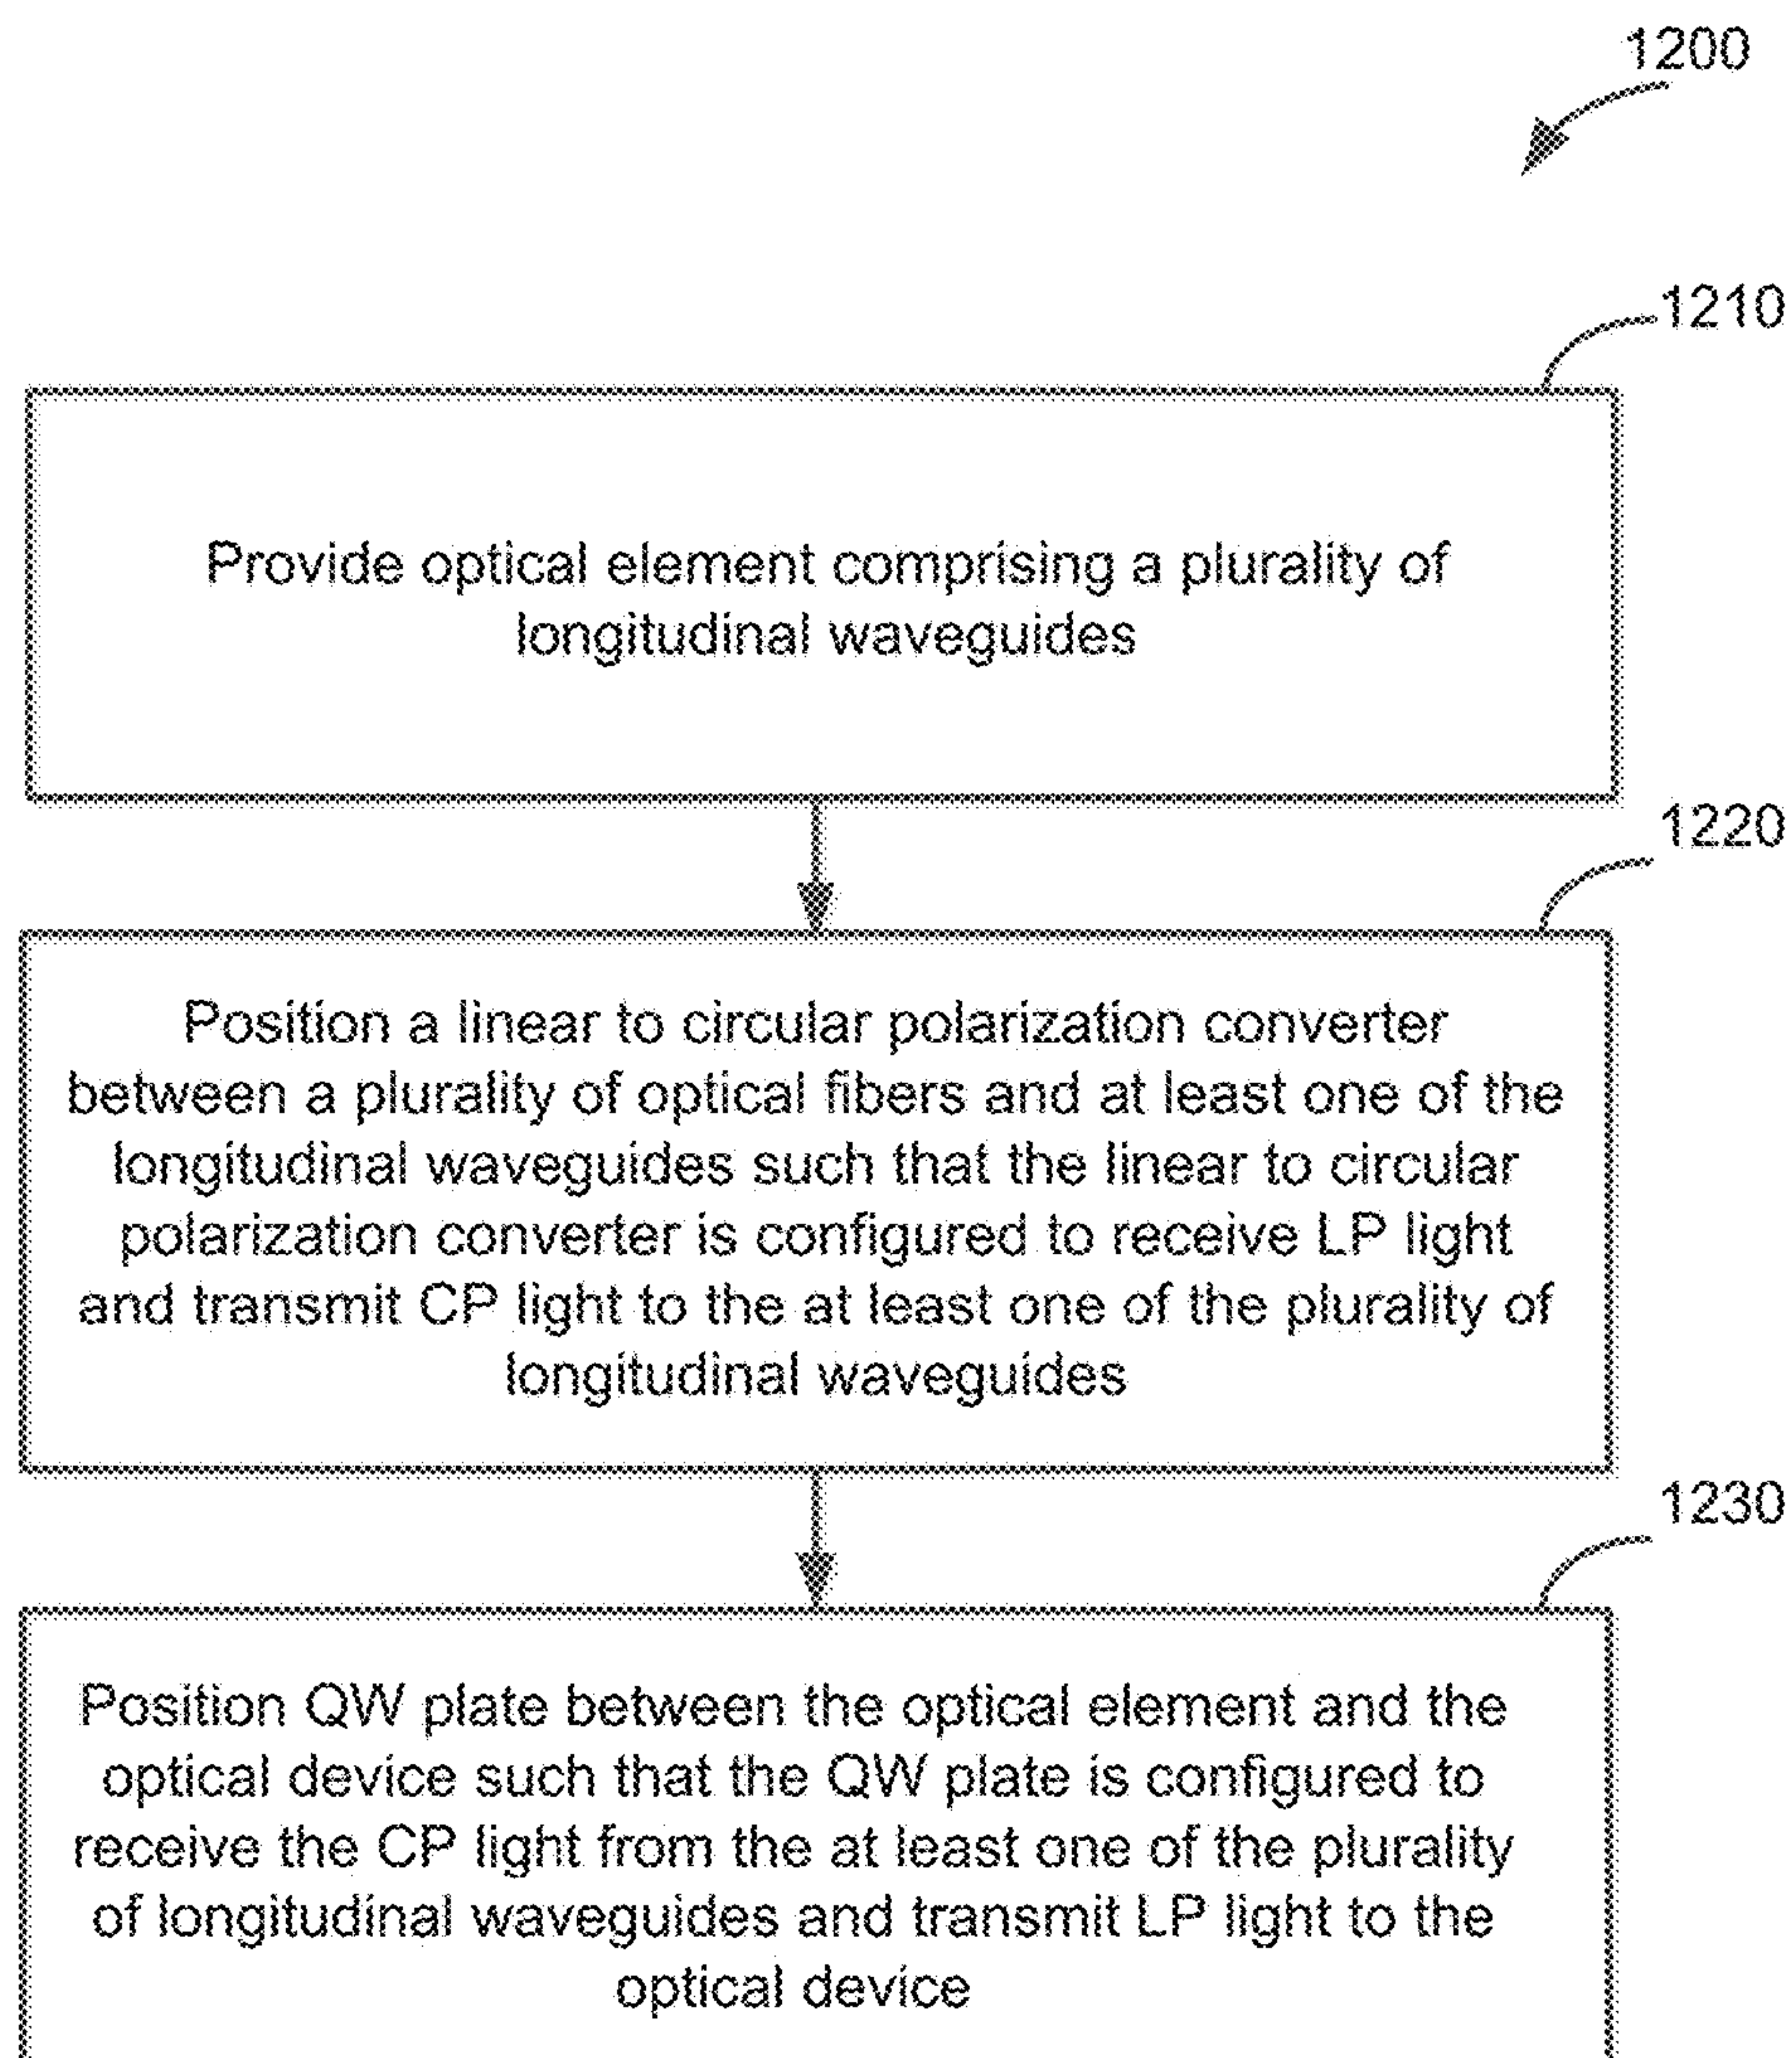 1200
1210
Provide optical element comprising a plurality of
longitudinal waveguides
1220
Position a linear to circular polarization converter
between a plurality of optical fibers and at least one of the
longitudinal waveguides such that the linear to circular
polarization converter is configured to receive LP light
and transmit CP light to the at least one of the plurality of
longitudinal waveguides
1230
Position QW plate between the optical element and the
optical device such that the QW plate is configured to
receive the CP light from the at least one of the plurality
of longitudinal waveguides and transmit LP light to the
optical device